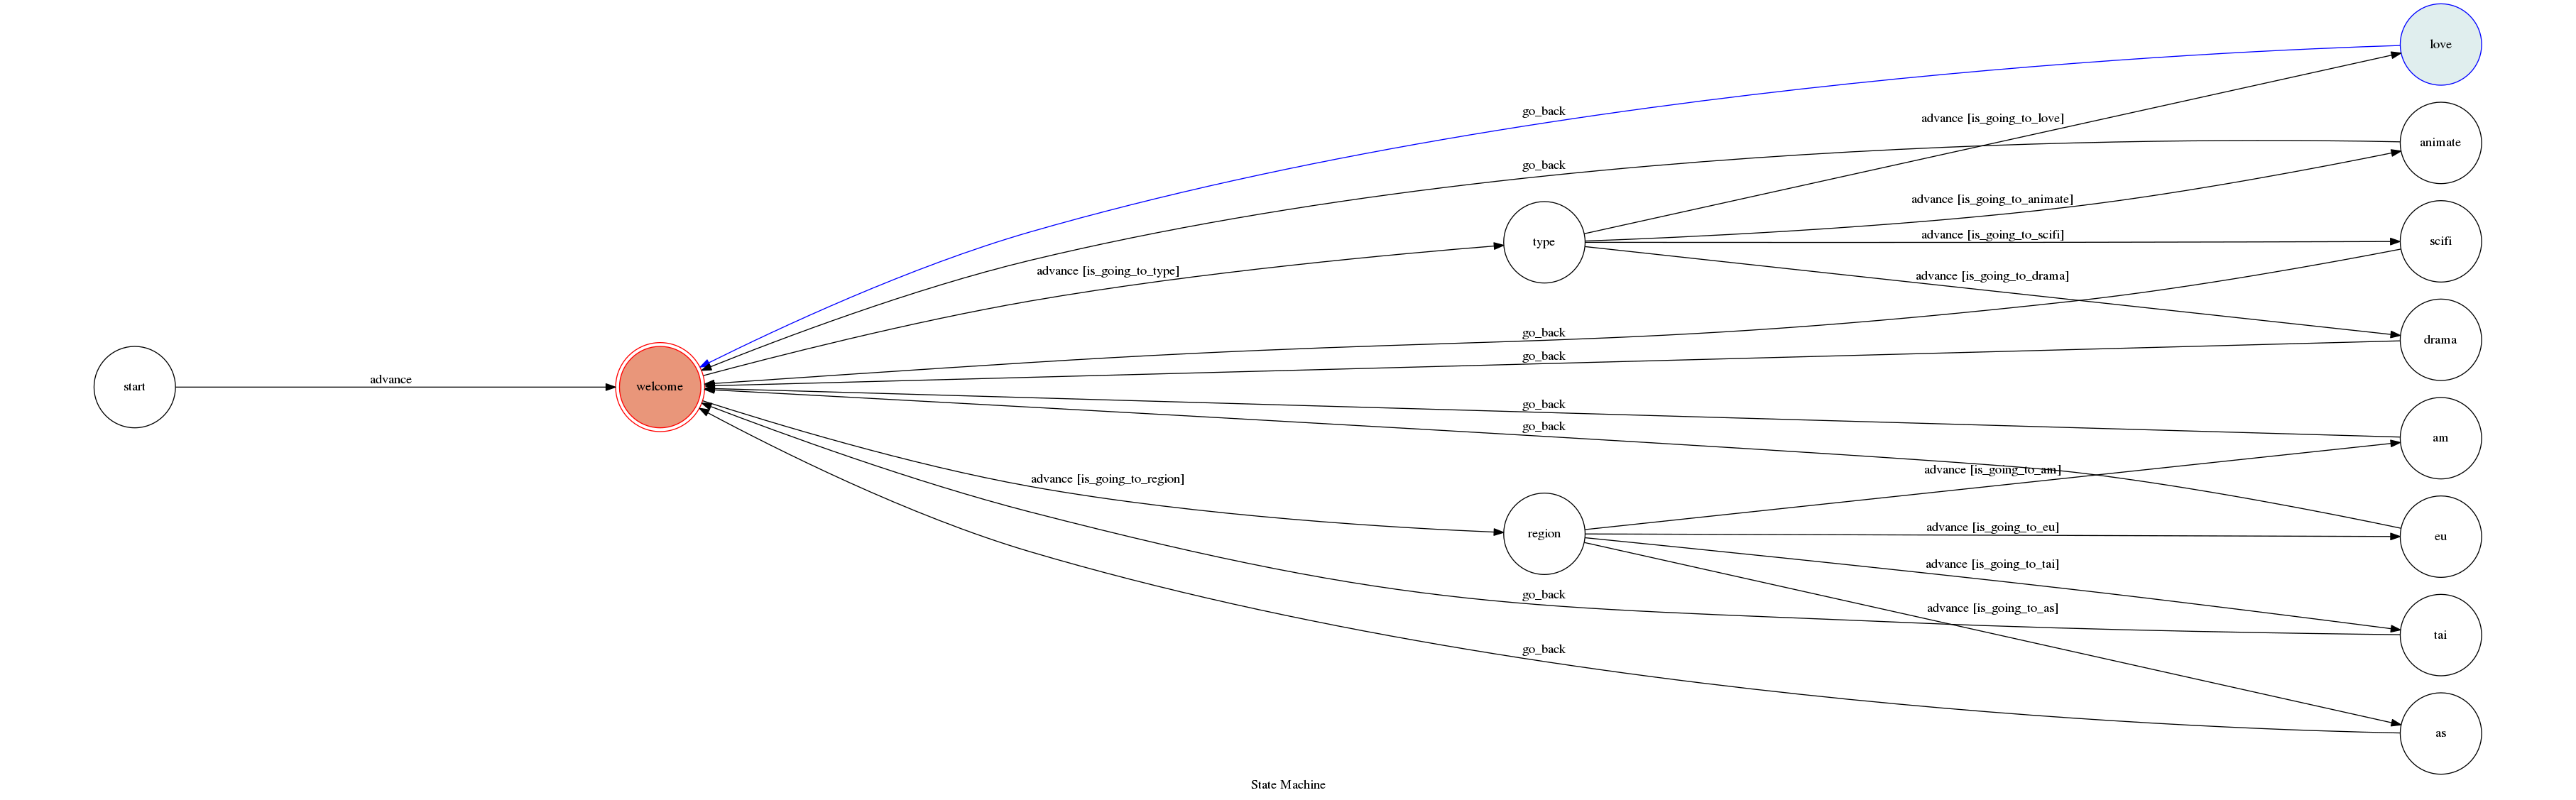 love
go_back
advance [is_going_to_love]
animate
go_back
advance [is_going_to_animate]
advance [is_going_to_scifi]
type
scifi
advance [is_going_to_type]
advance [is_going_to_drama]
go_back
drama
go_back
start
advance
welcome
go_back
go_back
am
advance [is_going_to_am]
advance [is_going_to_region]
advance [is_going_to_eu]
region
eu
advance [is_going_to_tai]
go_back
advance [is_going_to_as]
tai
go_back
as
State Machine